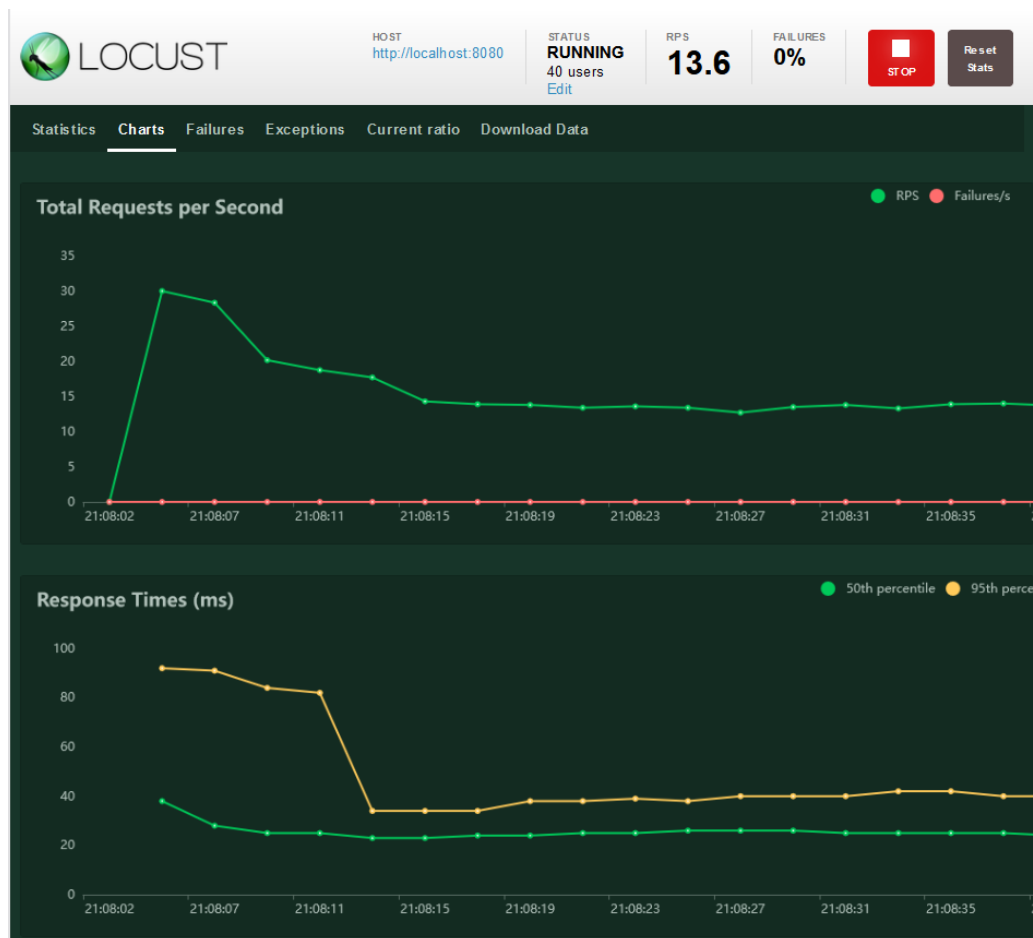 LOCUST
HOST
http://localhost:8080
STATUS
RUNNING
40 users
Edit
RPS
13.6
FAILURES
0%
STOP
Reset
Stats
Statistics Charts Failures Exceptions Current ratio Download Data
Total Requests per Second
RPS Failures/s
35
30
25
20
15
10
5
0
21:08:02 21:08:07 21:08:11 21:08:15 21:08:19 21:08:23 21:08:27 21:08:31 21:08:35
Response Times (ms)
50th percentile 95th perce
100
80
60
40
20
0
21:08:02 21:08:07 21:08:11 21:08:15 21:08:19 21:08:23 21:08:27 21:08:31 21:08:35